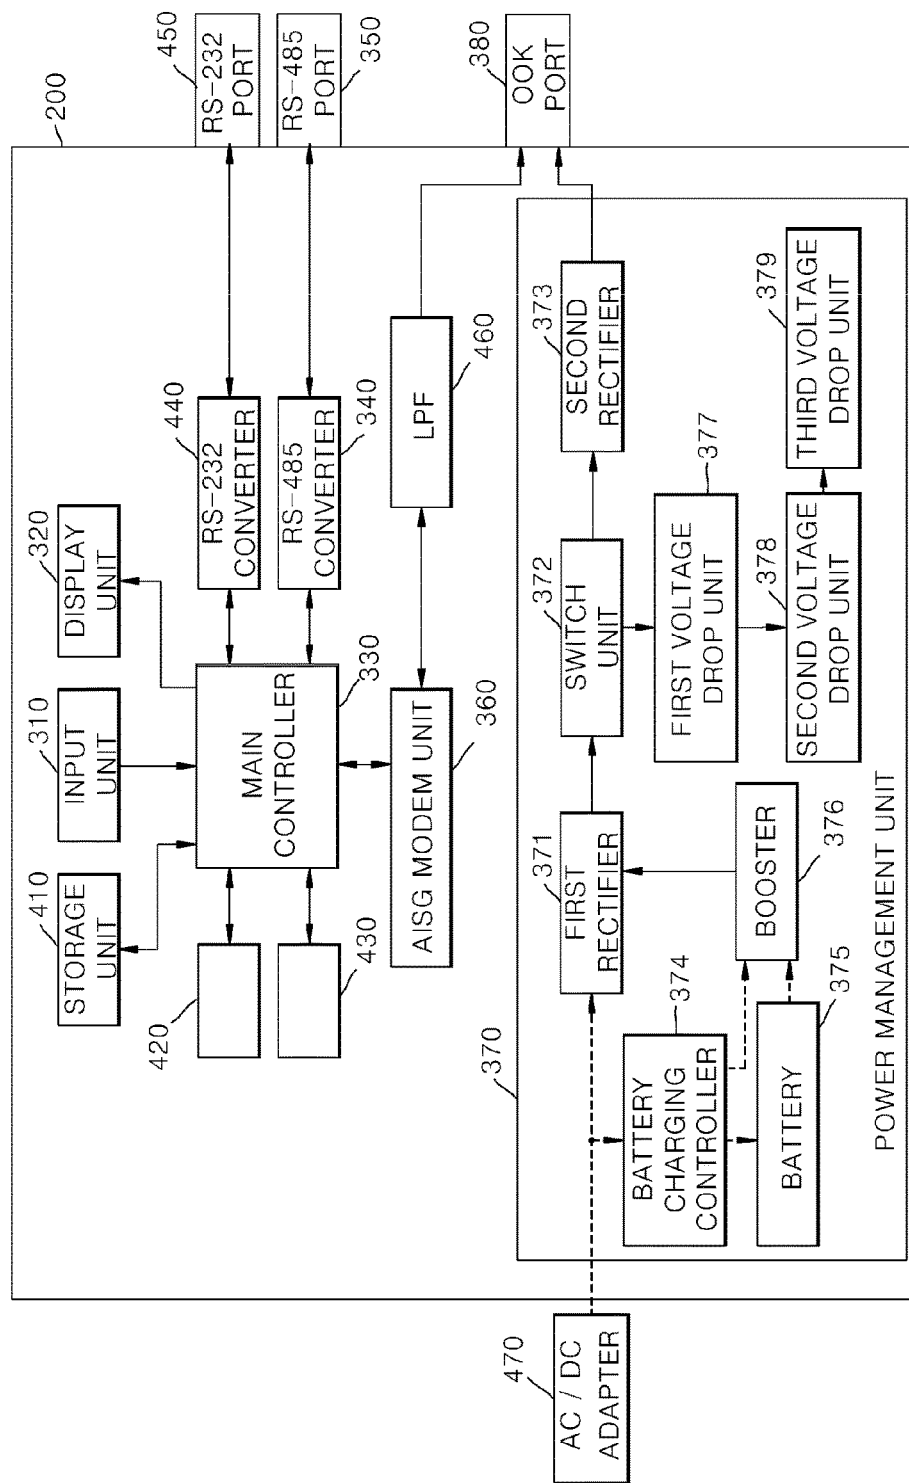 200
STORAGE
UNIT
410
INPUT
UNIT
310
DISPLAY
UNIT
320
420
430
MAIN
CONTROLLER
330
RS-232
CONVERTER
440
RS-485
CONVERTER
340
450
RS-232
PORT
RS-485
PORT
350
AISG MODEM UNIT
360
LPF
460
380
OOK
PORT
470
AC / DC
ADAPTER
370
FIRST
RECTIFIER
371
SWITCH
UNIT
372
SECOND
RECTIFIER
373
BATTERY
CHARGING
CONTROLLER
374
BATTERY
375
BOOSTER
376
FIRST VOLTAGE
DROP UNIT
377
SECOND VOLTAGE
DROP UNIT
378
THIRD VOLTAGE
DROP UNIT
379
POWER MANAGEMENT UNIT